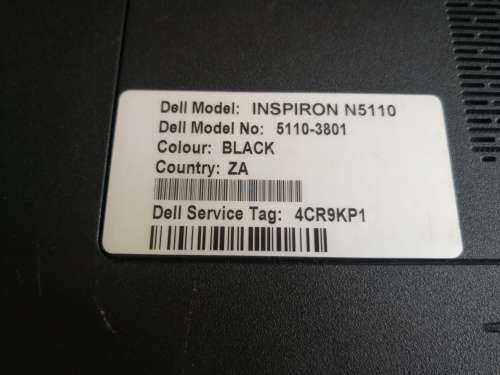 Dell Model: INSPIRON N5110
Dell Model No: 5110-3801
Colour: BLACK
Country: ZA
Dell Service Tag: 4CR9KP1